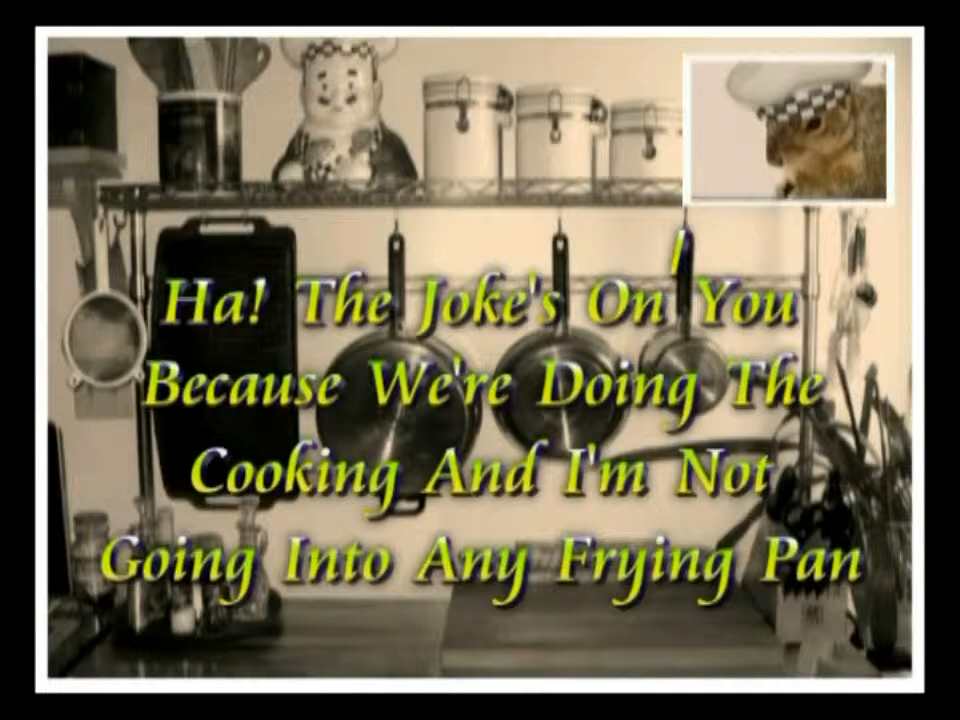 Ha! The Joke's On You
Because We're Doing The
Cooking And I'm Not
Going Into Any Frying Pan